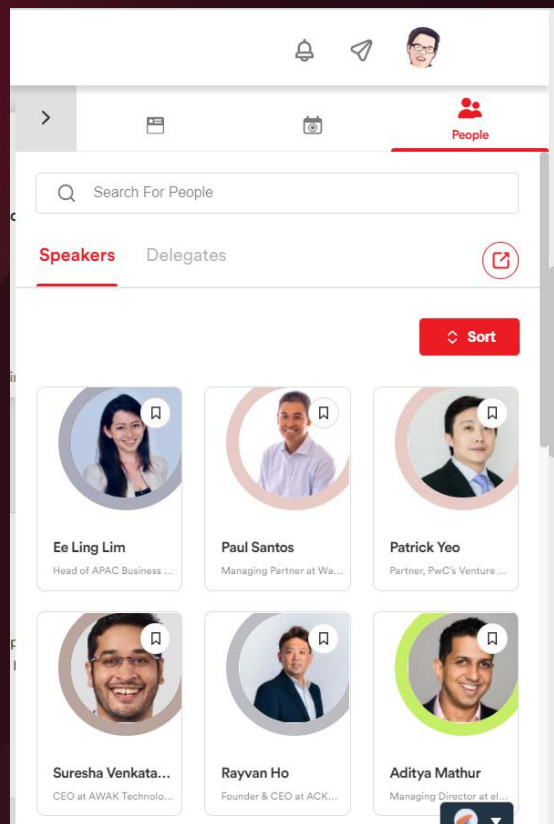 People
Search For People
Speakers Delegates
Sort
Ee Ling Lim
Head of APAC Business ...
Paul Santos
Managing Partner at Wa...
Patrick Yeo
Partner, PwC's Venture ...
Suresha Venkata...
CEO at AWAK Technolo...
Rayvan Ho
Founder & CEO at ACK...
Aditya Mathur
Managing Director at el...